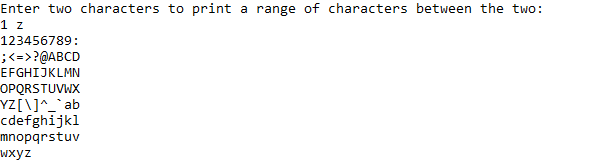 Enter two characters to print a range of characters between the two:
1 z
123456789:
;<=>?@ABCD
EFGHIJKLMN
OPQRSTUVWX
YZ[\]^_`ab
cdefghijkl
mnopqrstuv
wxyz